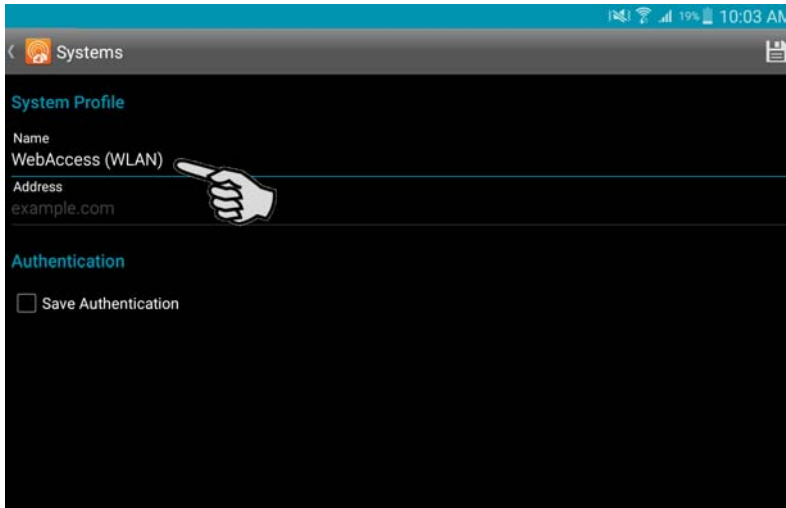 19% 10:03 AM
Systems
System Profile
Name
WebAccess (WLAN)
Address
example.com
Authentication
Save Authentication